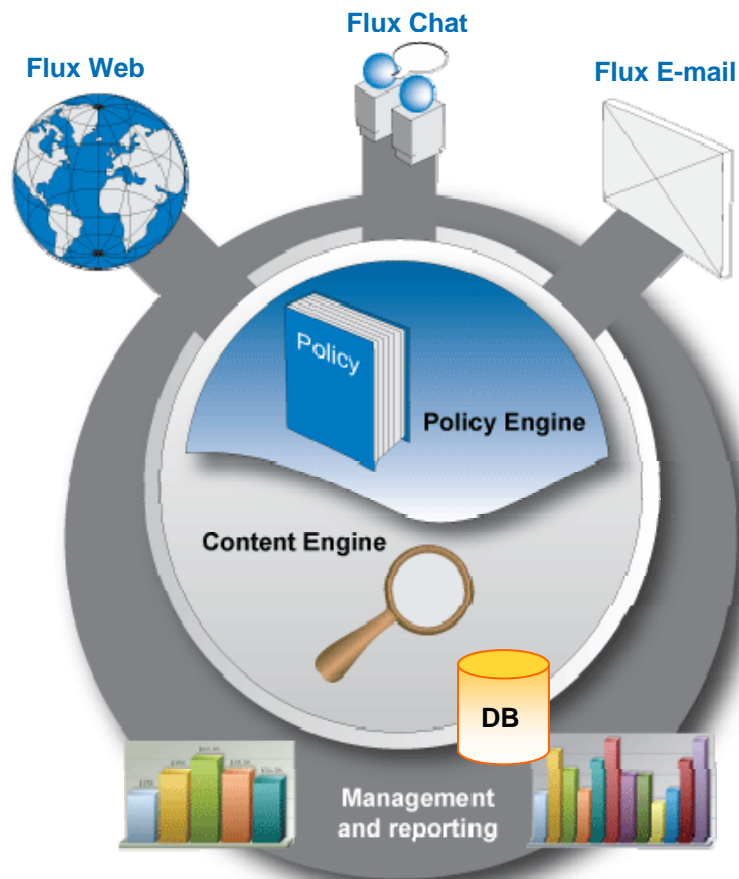 Flux Chat
Flux Web
Flux E-mail
Policy
Policy Engine
Content Engine
DB
Management
and reporting